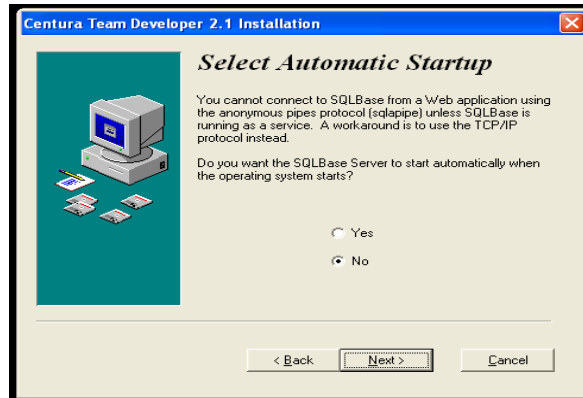 Centura Team Developer 2.1 Installation
Select Automatic Startup
You cannot connect to SQLBase from a Web application using
the anonymous pipes protocol (sqlapipe) unless SQLBase is
running as a service. A workaround is to use the TCP/IP
protocol instead.
Do you want the SQLBase Server to start automatically when
the operating system starts?
Yes
No
< Back Next > Cancel